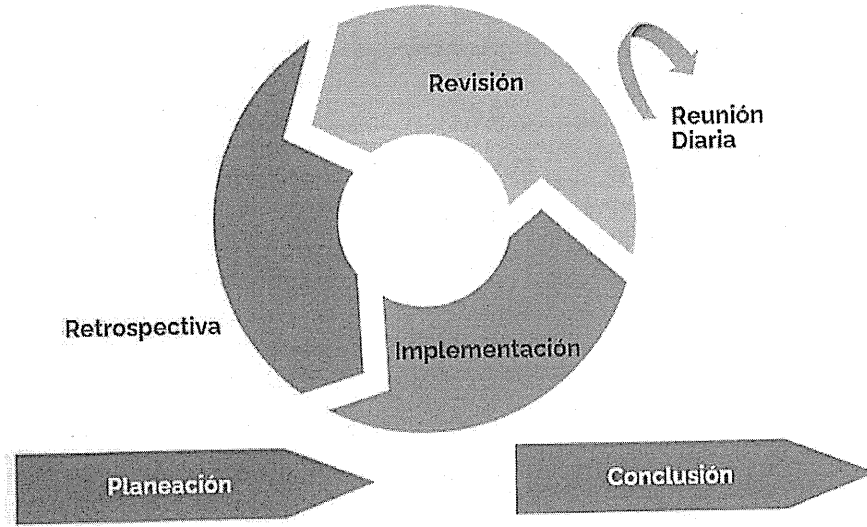 Revisión
Reunión
Diaria
Retrospectiva
Implementación
Planeación
Conclusión